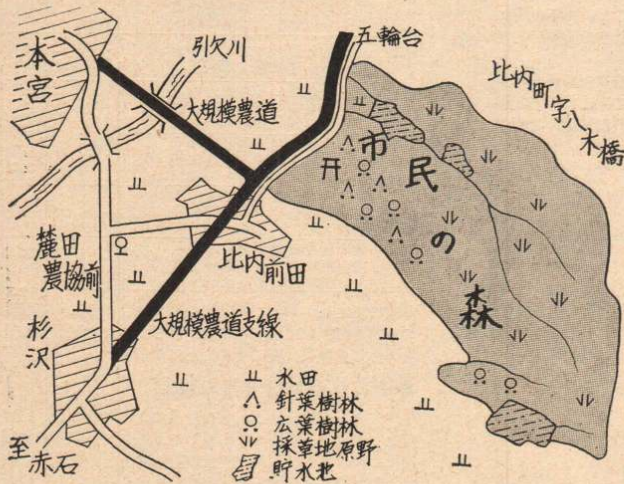 五輪台
本宮
引欠川
大規模農道
比内町字八木橋
市民の森
麓田
農協前
比内前田
杉沢
大規模農道支線
至赤石
水田
針葉樹林
広葉樹林
採草地原野
貯水池